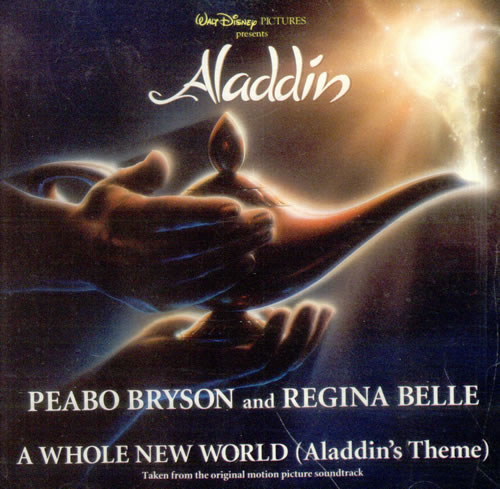 WALT DISNEY PICTURES
presents
Aladdin
PEABO BRYSON and REGINA BELLE
A WHOLE NEW WORLD (Aladdin's Theme)
Taken from the original motion picture soundtrack